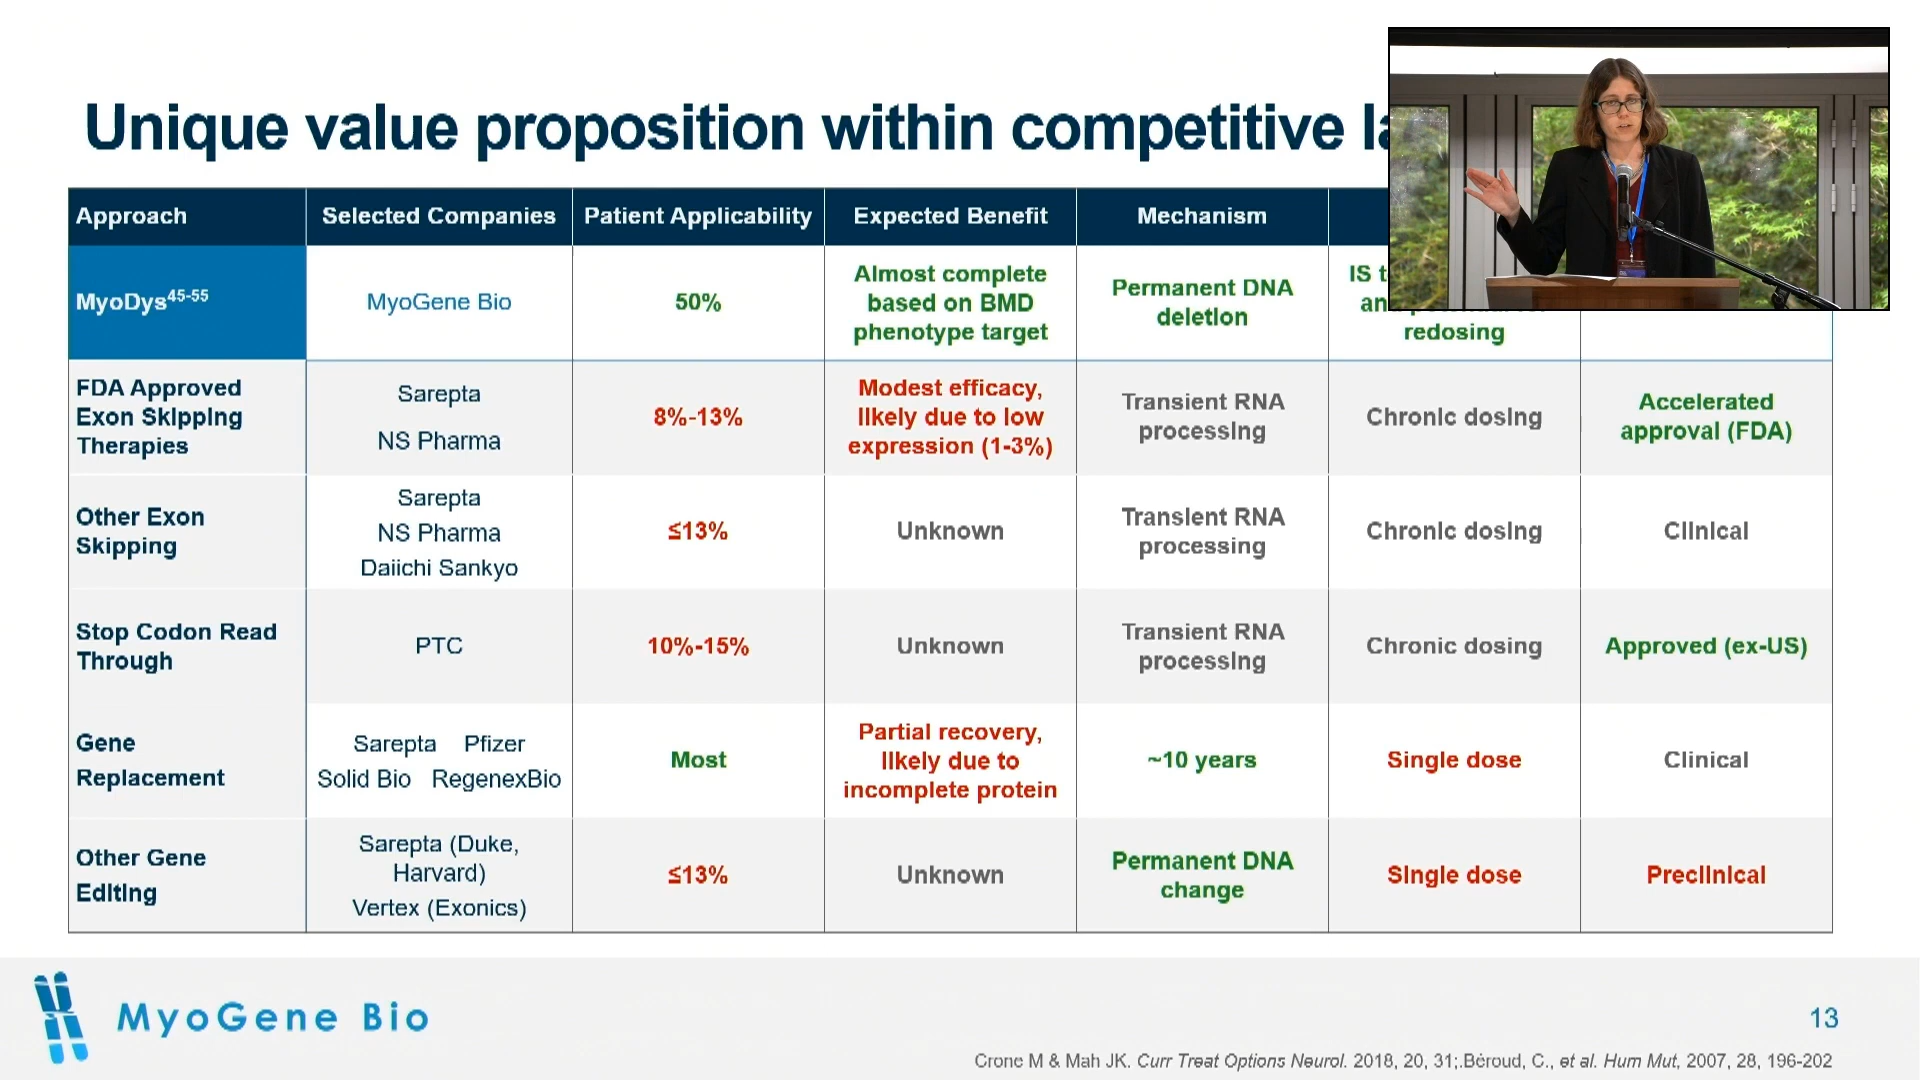 Unique value proposition within competitive
Approach
Selected Companies
Patient Applicability
Expected Benefit
Mechanism
MyoDys45-55
MyoGene Bio
50%
Almost complete
based on BMD
phenotype target
Permanent DNA
deletion
IS
redosing
FDA Approved
Exon Skipping
Therapies
Sarepta
NS Pharma
8%-13%
Modest efficacy,
likely due to low
expression (1-3%)
Transient RNA
processing
Chronic dosing
Accelerated
approval (FDA)
Other Exon
Skipping
Sarepta
NS Pharma
Daiichi Sankyo
≤13%
Unknown
Transient RNA
processing
Chronic dosing
Clinical
Stop Codon Read
Through
PTC
10%-15%
Unknown
Transient RNA
processing
Chronic dosing
Approved (ex-US)
Gene
Replacement
Sarepta Pfizer
Solid Bio RegenexBio
Most
Partial recovery,
likely due to
incomplete protein
~10 years
Single dose
Clinical
Other Gene
Editing
Sarepta (Duke,
Harvard)
Vertex (Exonics)
≤13%
Unknown
Permanent DNA
change
Single dose
Preclinical
MyoGene Bio
13
Crone M & Mah JK. Curr Treat Options Neurol. 2018, 20, 31;.Béroud, C., et al. Hum Mut, 2007, 28, 196-202